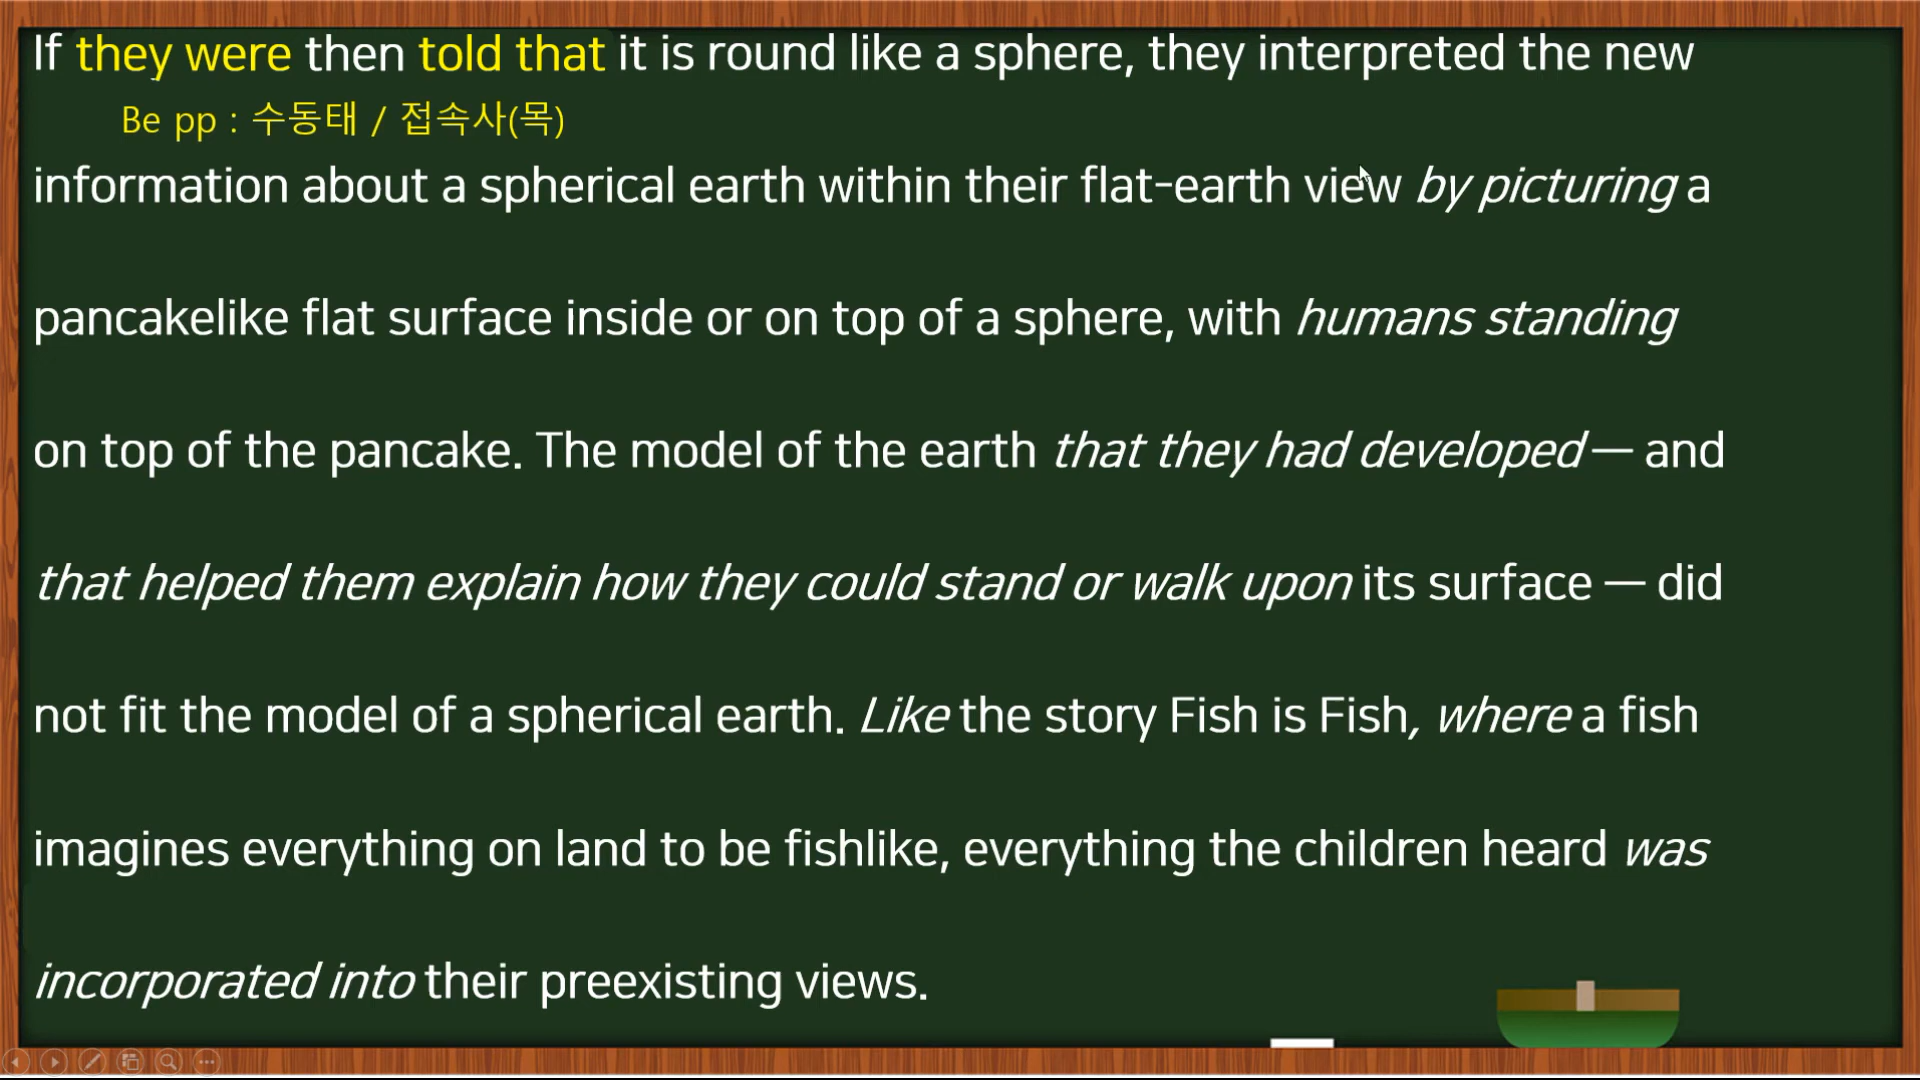 If they were then told that it is round like a sphere, they interpreted the new
Be pp : 수동태 / 접속사(목)
information about a spherical earth within their flat-earth view by picturing a
pancakelike flat surface inside or on top of a sphere, with humans standing
on top of the pancake. The model of the earth that they had developed — and
that helped them explain how they could stand or walk upon its surface — did
not fit the model of a spherical earth. Like the story Fish is Fish, where a fish
imagines everything on land to be fishlike, everything the children heard was
incorporated into their preexisting views.